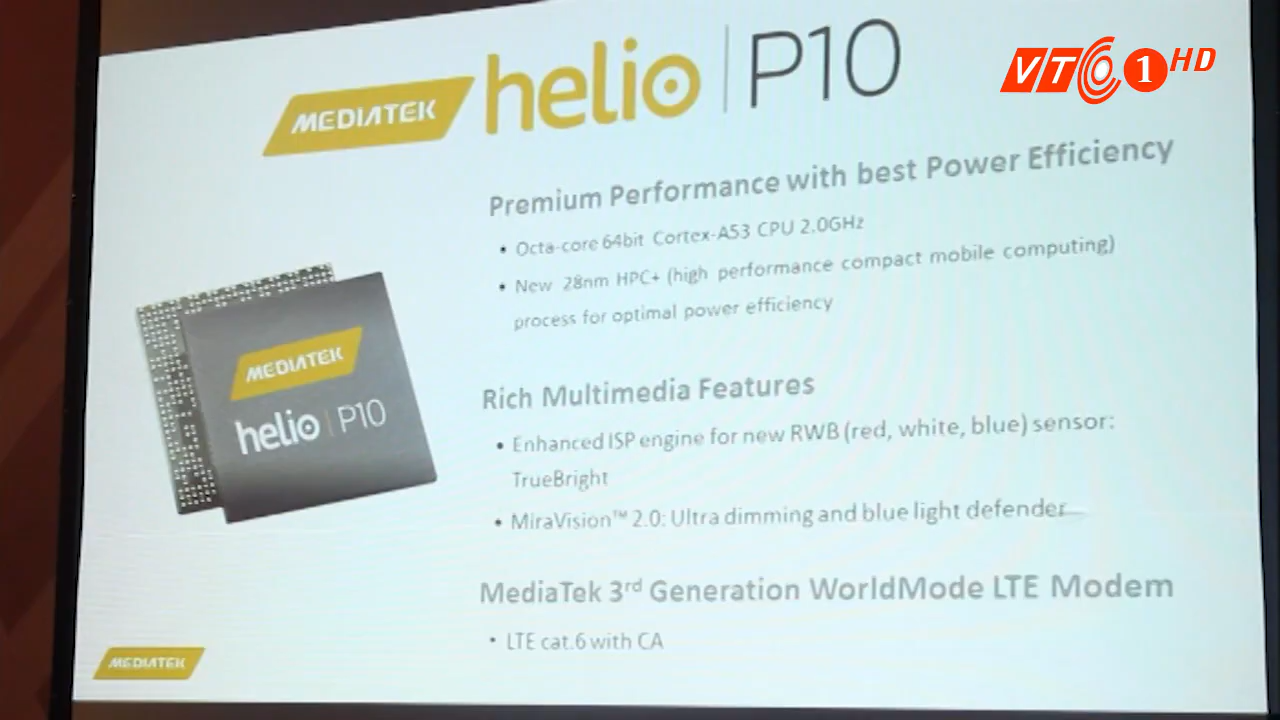 MEDIATEK helio P10
VTC1 HD
Premium Performance with best Power Efficiency
• Octa-core 64bit Cortex-A53 CPU 2.0GHz
• New 28nm HPC+ (high performance compact mobile computing)
process for optimal power efficiency
MEDIATEK
helio P10
Rich Multimedia Features
• Enhanced ISP engine for new RWB (red, white, blue) sensor:
TrueBright
• MiraVision™ 2.0: Ultra dimming and blue light defender
MediaTek 3rd Generation WorldMode LTE Modem
• LTE cat.6 with CA
MEDIATEK